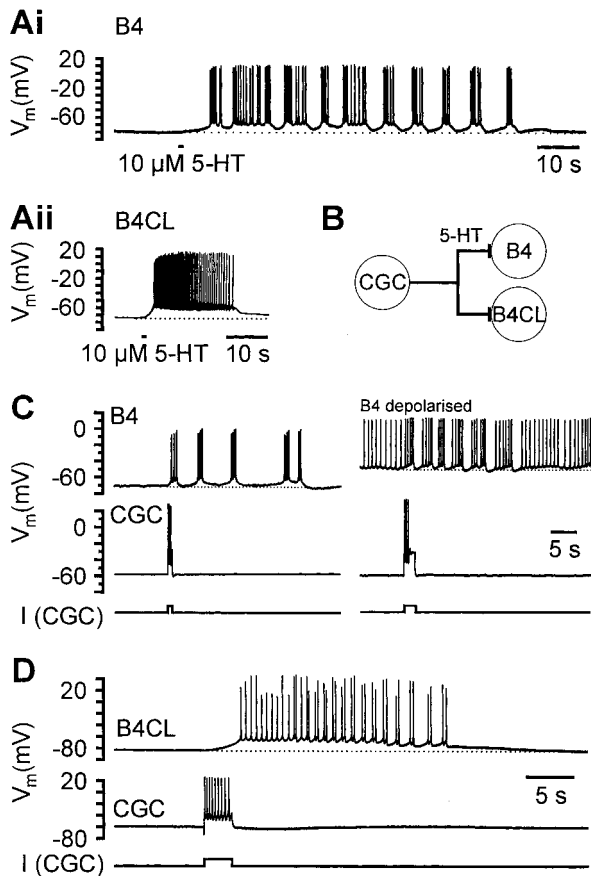 Ai B4
20
-20
-60
Vm(mV)
10 µM 5-HT
10 s
Aii B4CL
20
-20
-60
Vm(mV)
10 µM 5-HT 10 s
B
5-HT
CGC
B4
B4CL
C
B4
B4 depolarised
0
-60
Vm(mV)
CGC
0
-60
5 s
I (CGC)
D
20
-80
Vm(mV)
B4CL
20
-80
Vm(mV)
CGC
5 s
I (CGC)